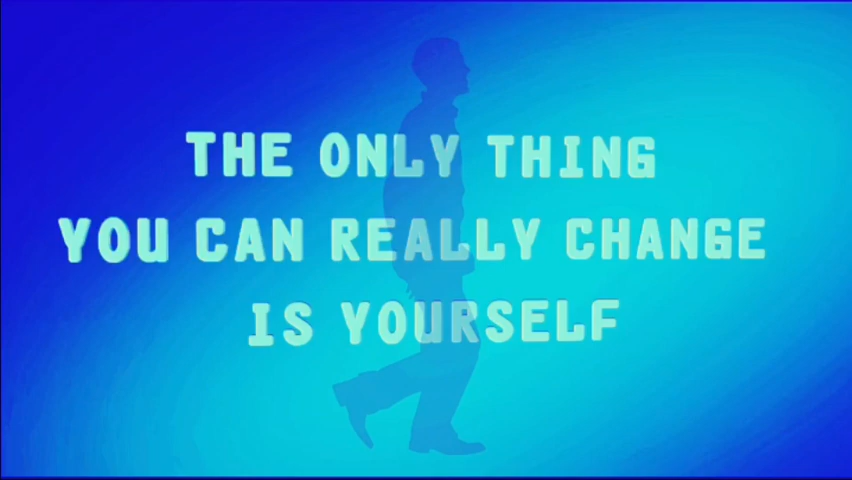 THE ONLY THING
YOU CAN REALLY CHANGE
IS YOURSELF